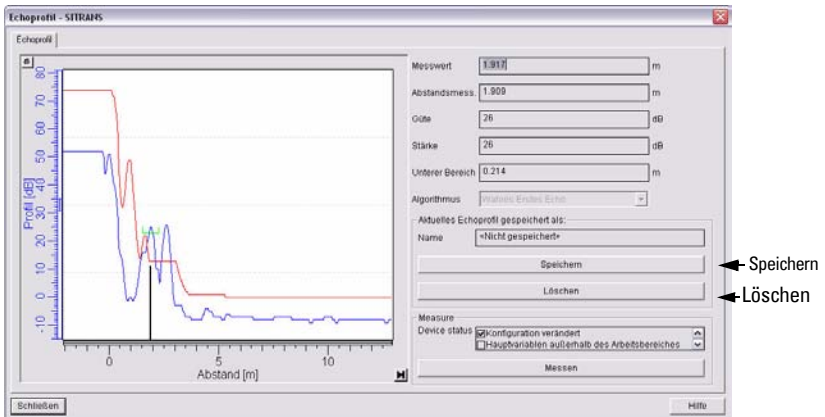 Echoprofil - SITRANS
Echoprofil
Profil [dB]
80
70
60
50
40
30
20
10
0
-10
0
5
10
Abstand [m]
Messwert 1.917 m
Abstandsmess. 1.909 m
Güte 26 dB
Stärke 26 dB
Unterer Bereich 0.214 m
Algorithmus Wahres Erstes Echo
Aktuelles Echoprofil gespeichert als:
Name <Nicht gespeichert>
Speichern
Löschen
Measure
Device status Konfiguration verändert
Hauptvariablen außerhalb des Arbeitsbereiches
Messen
Schließen
Hilfe
Speichern
Löschen